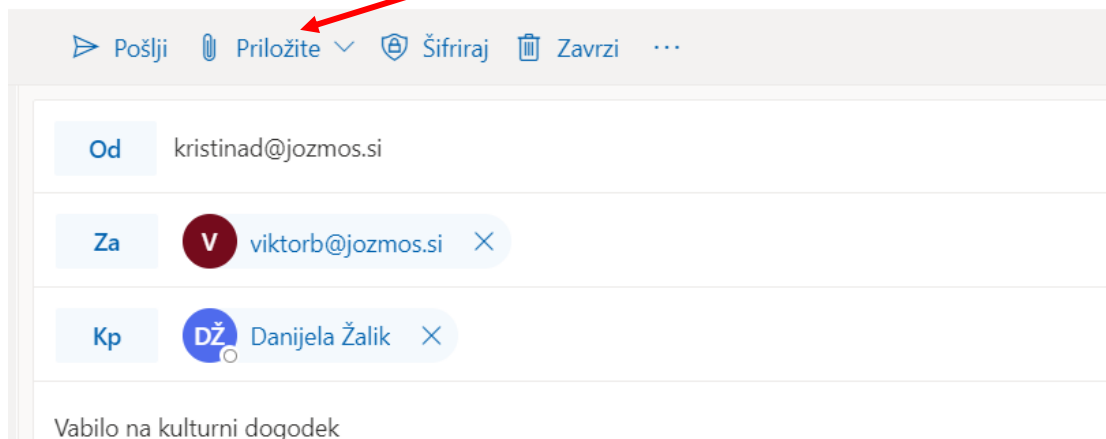 Pošlji Priložite Šifriraj Zavrzi ...
Od kristinad@jozmos.si
Za V viktorb@jozmos.si
Kp DŽ Danijela Žalik
Vabilo na kulturni dogodek